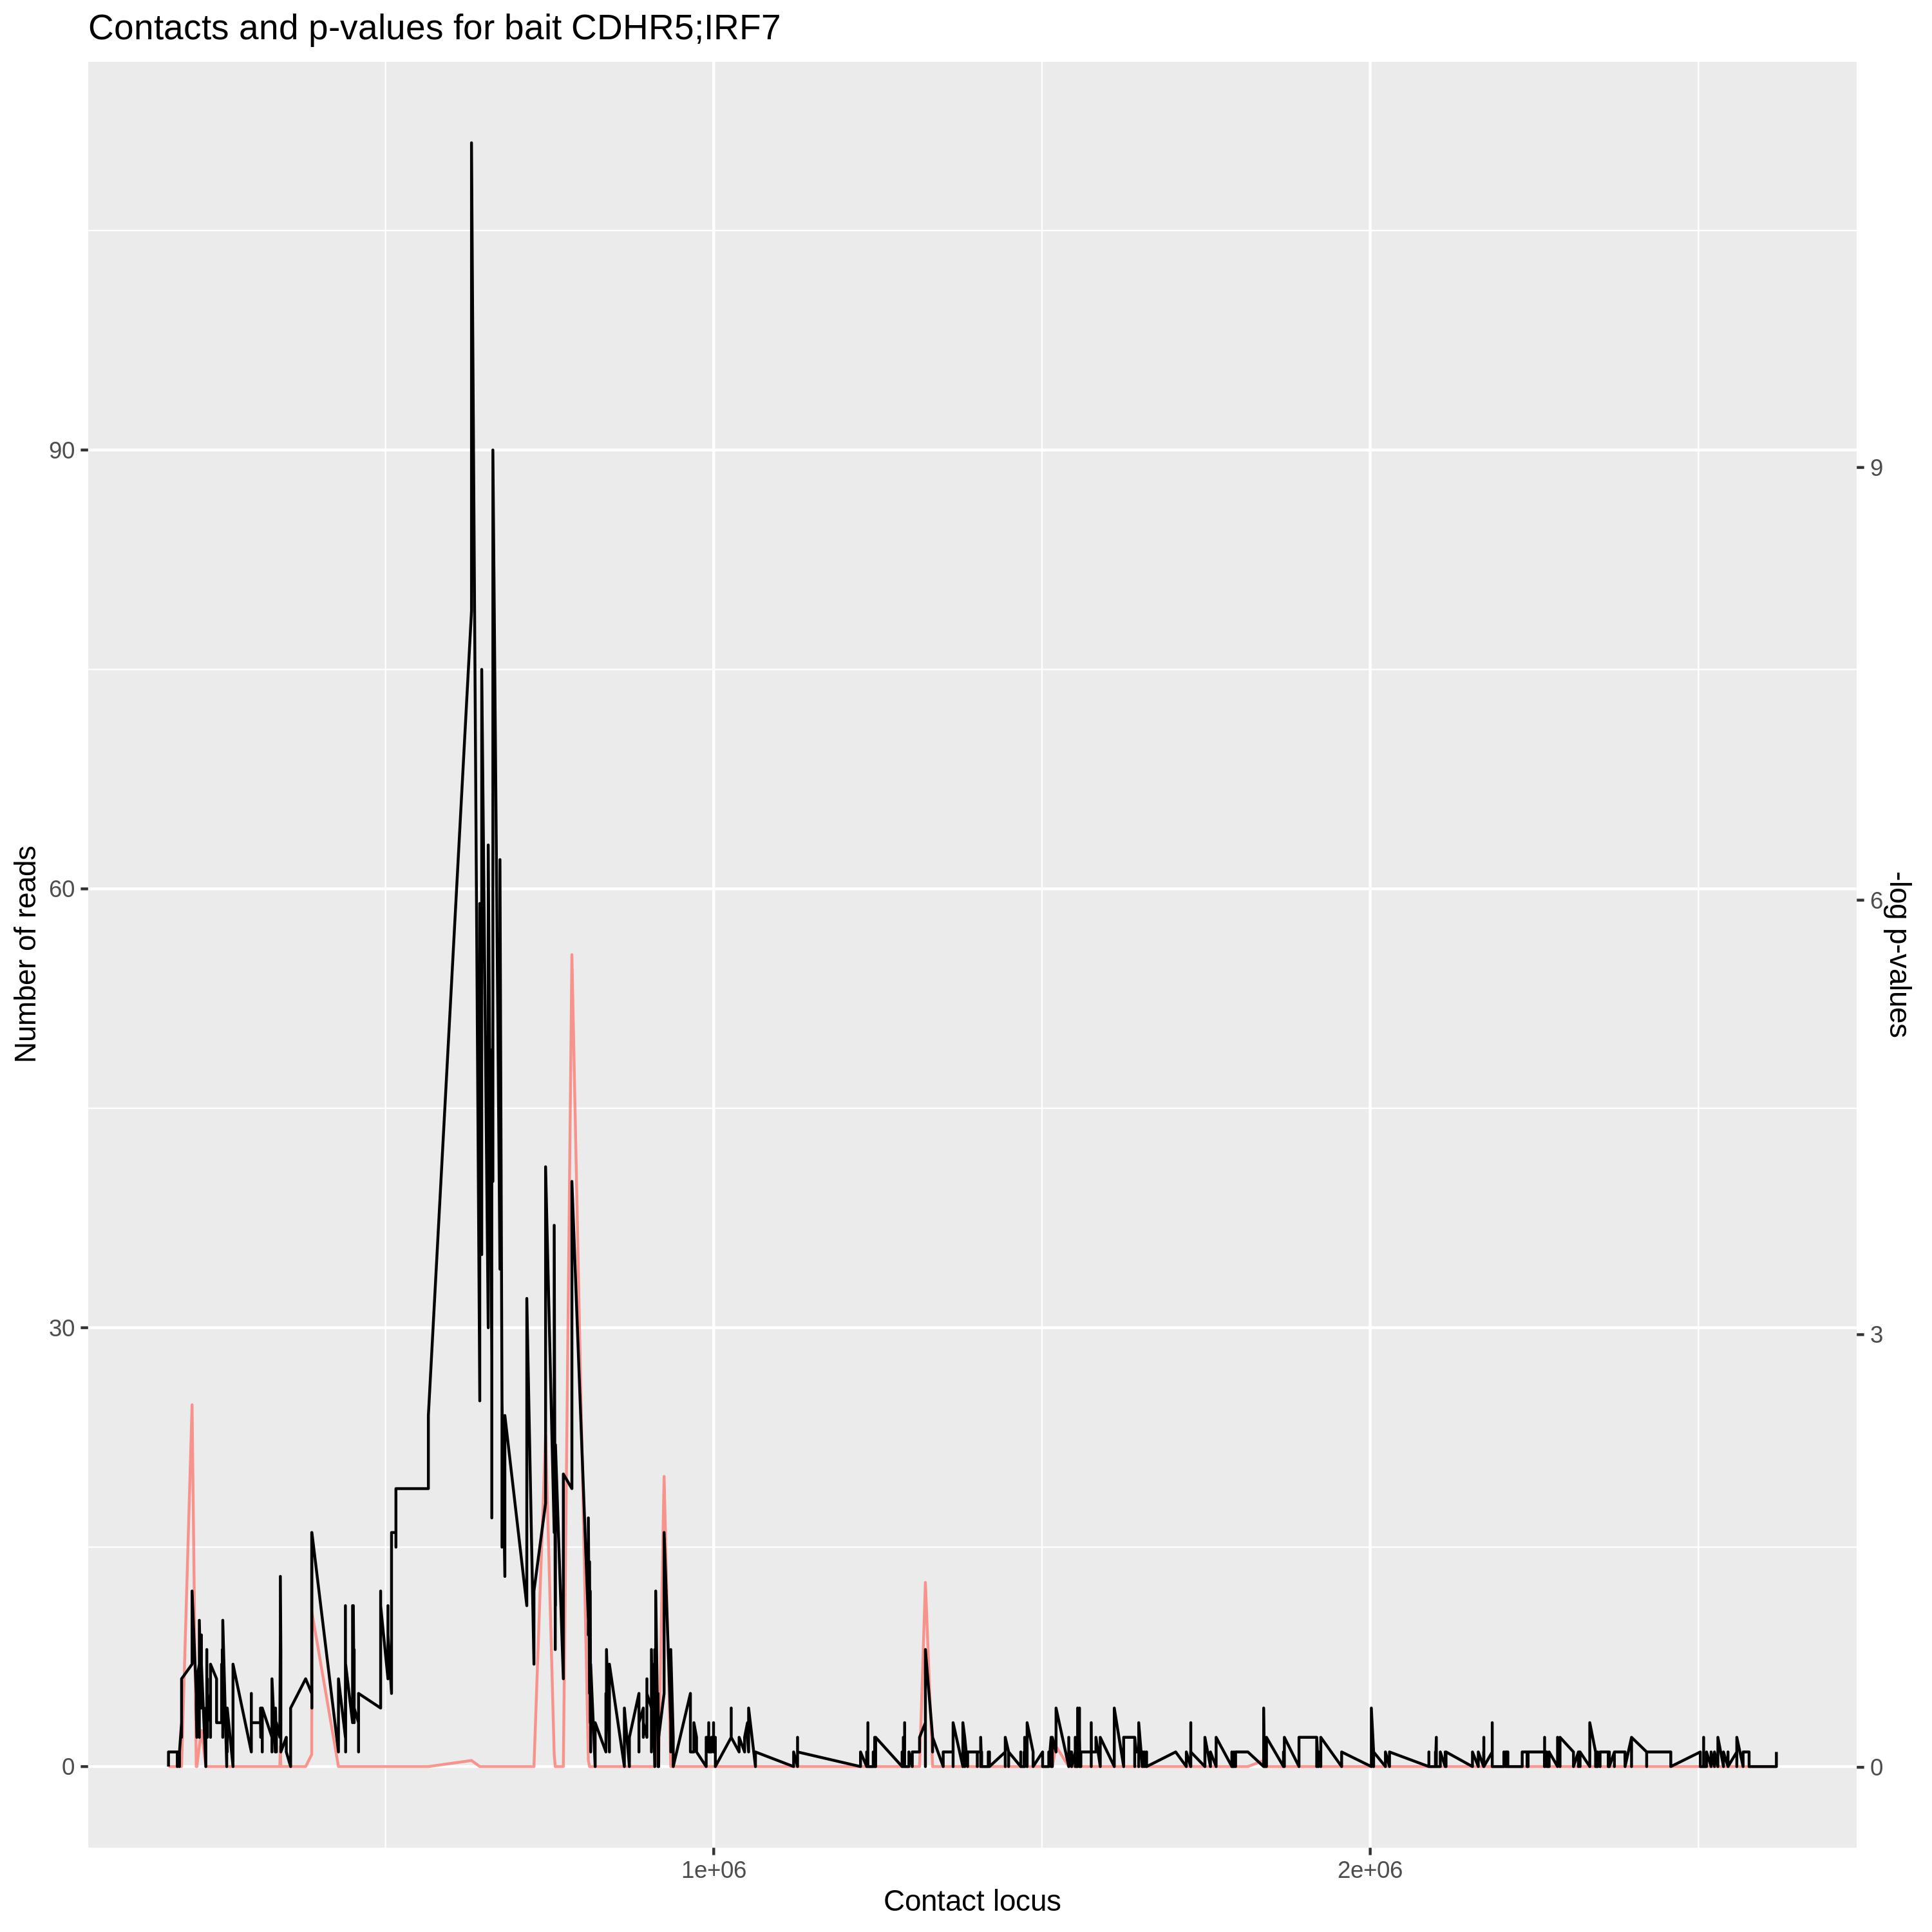 Contacts and p-values for bait CDHR5;IRF7
90
60
30
0
Number of reads
9
6
3
0
-log p-values
1e+06
2e+06
Contact locus